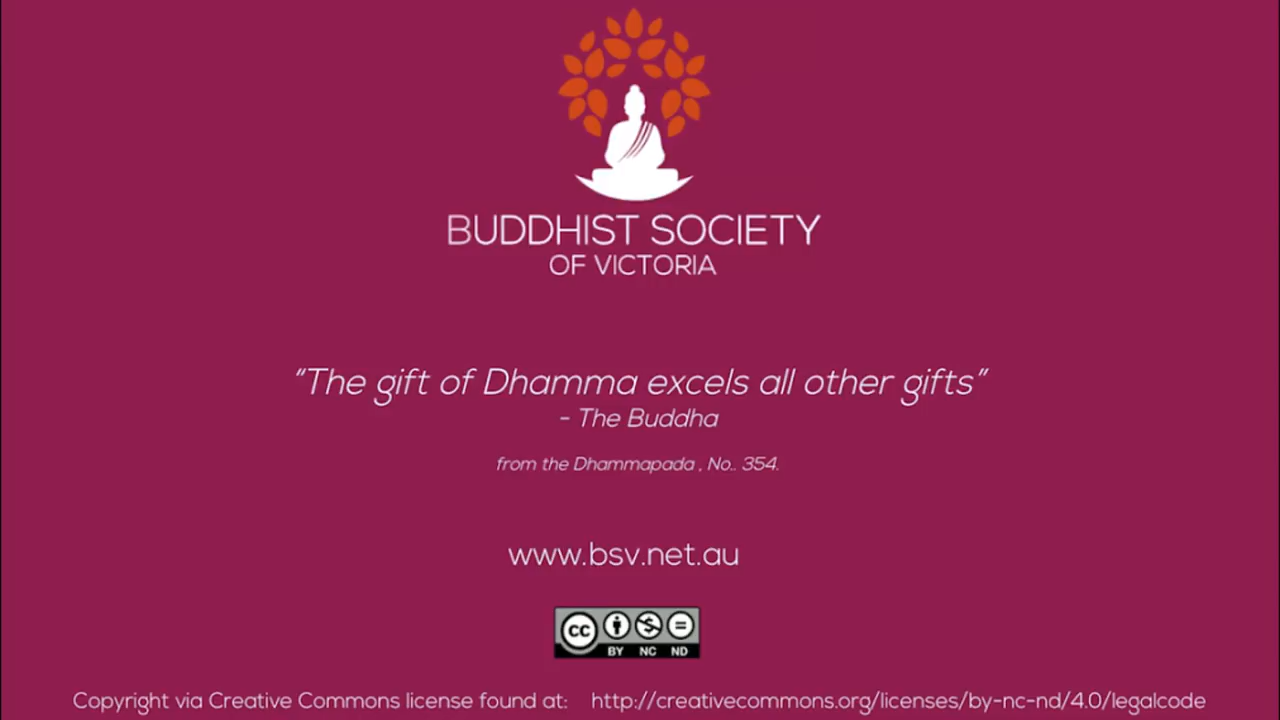 BUDDHIST SOCIETY
OF VICTORIA
“The gift of Dhamma excels all other gifts”
- The Buddha
from the Dhammapada , No.. 354.
www.bsv.net.au
cc BY NC ND
Copyright via Creative Commons license found at: http://creativecommons.org/licenses/by-nc-nd/4.0/legalcode